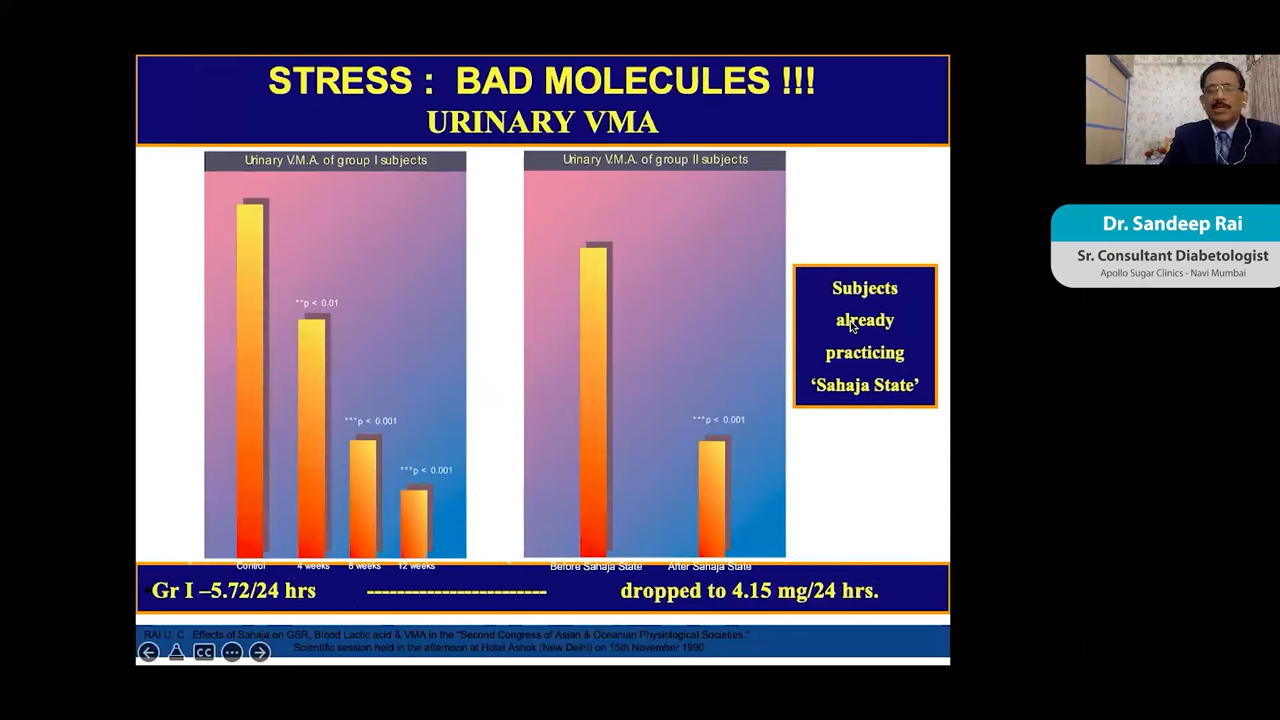 STRESS : BAD MOLECULES !!!
URINARY VMA
Urinary V.M.A. of group I subjects
**p < 0.01
***p < 0.001
***p < 0.001
Control
4 weeks
8 weeks
12 weeks
Urinary V.M.A. of group II subjects
***p < 0.001
Before Sahaja State
After Sahaja State
Subjects
already
practicing
‘Sahaja State’
Gr I –5.72/24 hrs ------------------------ dropped to 4.15 mg/24 hrs.
RAI U. C Effects of Sahaja on GSR, Blood Lactic acid & VMA in the "Second Congress of Asian & Oceanian Physiological Societies."
Scientific session held in the afternoon at Hotel Ashok (New Delhi) on 15th November 1990
CC
Dr. Sandeep Rai
Sr. Consultant Diabetologist
Apollo Sugar Clinics - Navi Mumbai